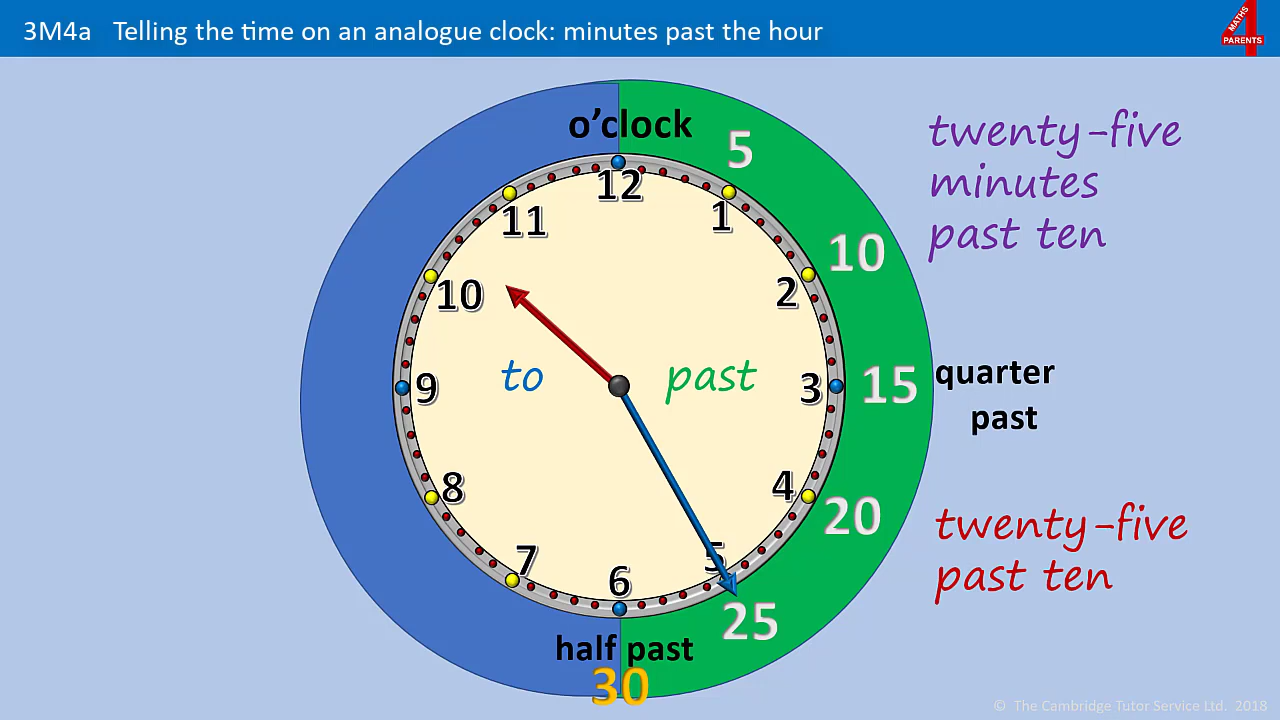 3M4a Telling the time on an analogue clock: minutes past the hour
MATHS
4
PARENTS
o'clock
5
10
15
20
25
30
12
1
2
3
4
5
6
7
8
9
10
11
to
past
half past
quarter
past
twenty-five
minutes
past ten
twenty-five
past ten
© The Cambridge Tutor Service Ltd. 2018